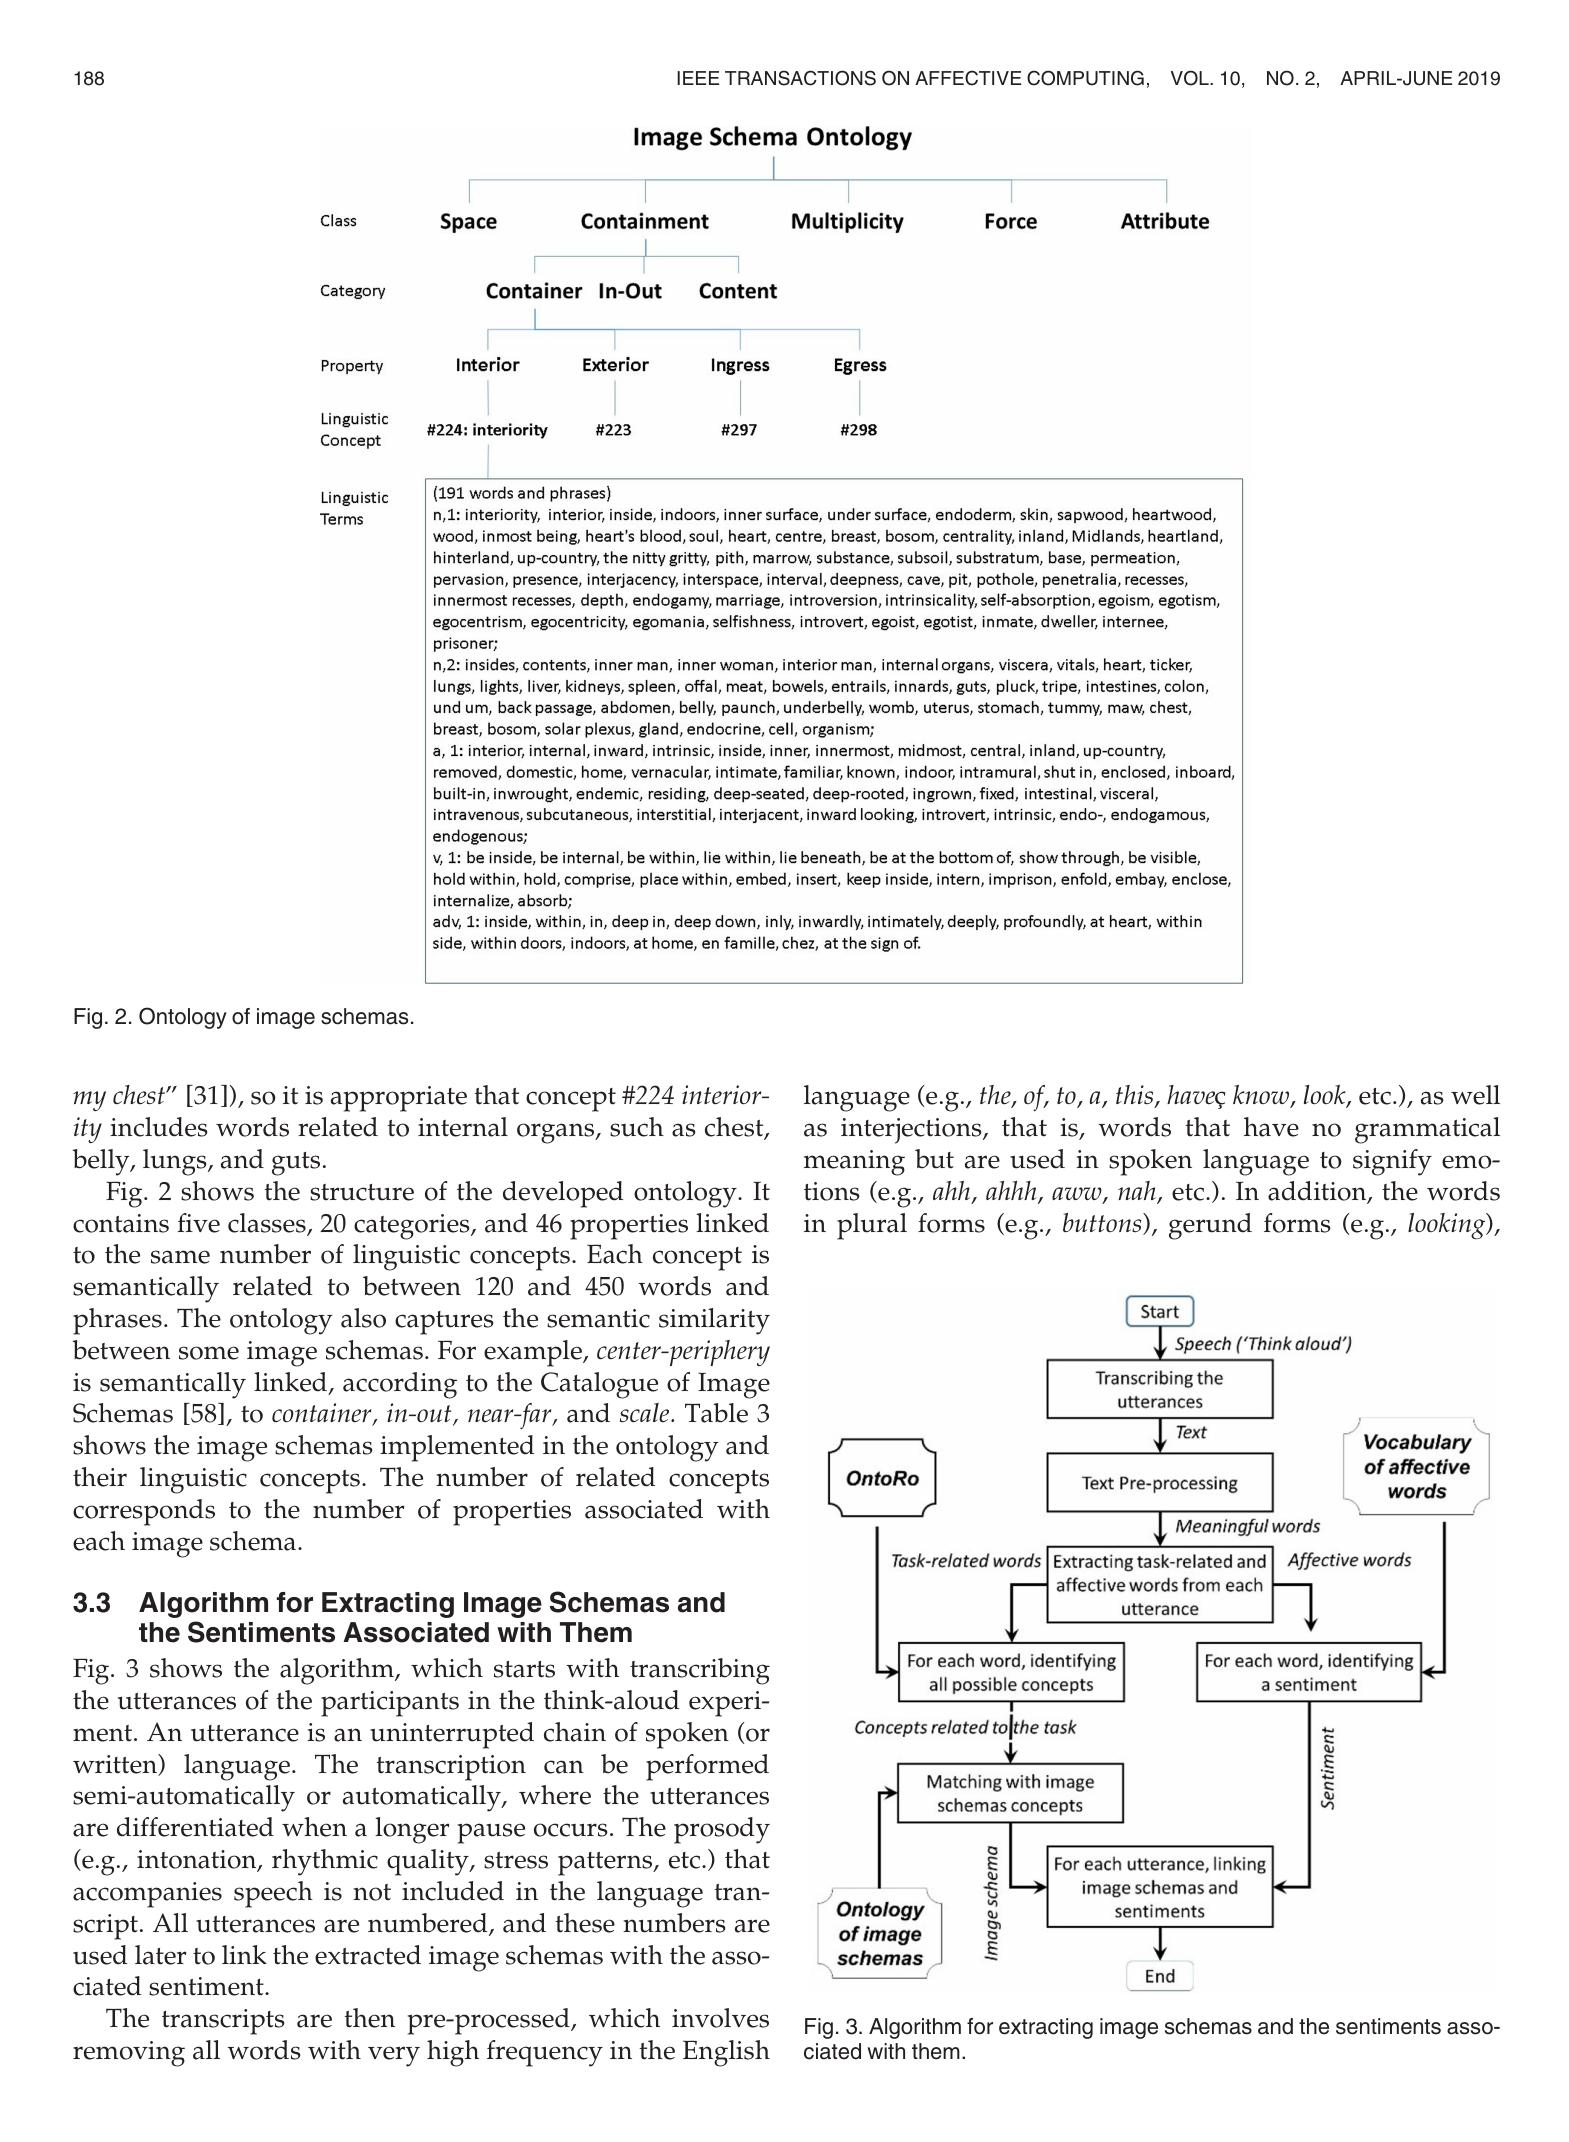 188
IEEE TRANSACTIONS ON AFFECTIVE COMPUTING, VOL. 10, NO. 2, APRIL-JUNE 2019
Image Schema Ontology
Class
Space Containment Multiplicity Force Attribute
Category
Container In-Out Content
Property
Interior Exterior Ingress Egress
Linguistic
Concept
#224: interiority #223 #297 #298
Linguistic
Terms
(191 words and phrases)
n,1: interiority, interior, inside, indoors, inner surface, under surface, endoderm, skin, sapwood, heartwood,
wood, inmost being, heart's blood, soul, heart, centre, breast, bosom, centrality, inland, Midlands, heartland,
hinterland, up-country, the nitty gritty, pith, marrow, substance, subsoil, substratum, base, permeation,
pervasion, presence, interjacency, interspace, interval, deepness, cave, pit, pothole, penetralia, recesses,
innermost recesses, depth, endogamy, marriage, introversion, intrinsicality, self-absorption, egoism, egotism,
egocentrism, egocentricity, egomania, selfishness, introvert, egoist, egotist, inmate, dweller, internee,
prisoner;
n,2: insides, contents, inner man, inner woman, interior man, internal organs, viscera, vitals, heart, ticker,
lungs, lights, liver, kidneys, spleen, offal, meat, bowels, entrails, innards, guts, pluck, tripe, intestines, colon,
und um, back passage, abdomen, belly, paunch, underbelly, womb, uterus, stomach, tummy, maw, chest,
breast, bosom, solar plexus, gland, endocrine, cell, organism;
a, 1: interior, internal, inward, intrinsic, inside, inner, innermost, midmost, central, inland, up-country,
removed, domestic, home, vernacular, intimate, familiar, known, indoor, intramural, shut in, enclosed, inboard,
built-in, inwrought, endemic, residing, deep-seated, deep-rooted, ingrown, fixed, intestinal, visceral,
intravenous, subcutaneous, interstitial, interjacent, inward looking, introvert, intrinsic, endo-, endogamous,
endogenous;
v, 1: be inside, be internal, be within, lie within, lie beneath, be at the bottom of, show through, be visible,
hold within, hold, comprise, place within, embed, insert, keep inside, intern, imprison, enfold, embay, enclose,
internalize, absorb;
adv, 1: inside, within, in, deep in, deep down, inly, inwardly, intimately, deeply, profoundly, at heart, within
side, within doors, indoors, at home, en famille, chez, at the sign of.
Fig. 2. Ontology of image schemas.
my chest” [31]), so it is appropriate that concept #224 interior-
ity includes words related to internal organs, such as chest,
belly, lungs, and guts.
Fig. 2 shows the structure of the developed ontology. It
contains five classes, 20 categories, and 46 properties linked
to the same number of linguistic concepts. Each concept is
semantically related to between 120 and 450 words and
phrases. The ontology also captures the semantic similarity
between some image schemas. For example, center-periphery
is semantically linked, according to the Catalogue of Image
Schemas [58], to container, in-out, near-far, and scale. Table 3
shows the image schemas implemented in the ontology and
their linguistic concepts. The number of related concepts
corresponds to the number of properties associated with
each image schema.
3.3 Algorithm for Extracting Image Schemas and
the Sentiments Associated with Them
Fig. 3 shows the algorithm, which starts with transcribing
the utterances of the participants in the think-aloud experi-
ment. An utterance is an uninterrupted chain of spoken (or
written) language. The transcription can be performed
semi-automatically or automatically, where the utterances
are differentiated when a longer pause occurs. The prosody
(e.g., intonation, rhythmic quality, stress patterns, etc.) that
accompanies speech is not included in the language tran-
script. All utterances are numbered, and these numbers are
used later to link the extracted image schemas with the asso-
ciated sentiment.
The transcripts are then pre-processed, which involves
removing all words with very high frequency in the English
language (e.g., the, of, to, a, this, haveç know, look, etc.), as well
as interjections, that is, words that have no grammatical
meaning but are used in spoken language to signify emo-
tions (e.g., ahh, ahhh, aww, nah, etc.). In addition, the words
in plural forms (e.g., buttons), gerund forms (e.g., looking),
Start
Speech (‘Think aloud’)
Transcribing the
utterances
Text
OntoRo
Text Pre-processing
Vocabulary
of affective
words
Meaningful words
Task-related words
Extracting task-related and
affective words from each
utterance
Affective words
For each word, identifying
all possible concepts
For each word, identifying
a sentiment
Concepts related to the task
Matching with image
schemas concepts
Sentiment
Image schema
For each utterance, linking
image schemas and
sentiments
Ontology
of image
schemas
End
Fig. 3. Algorithm for extracting image schemas and the sentiments asso-
ciated with them.